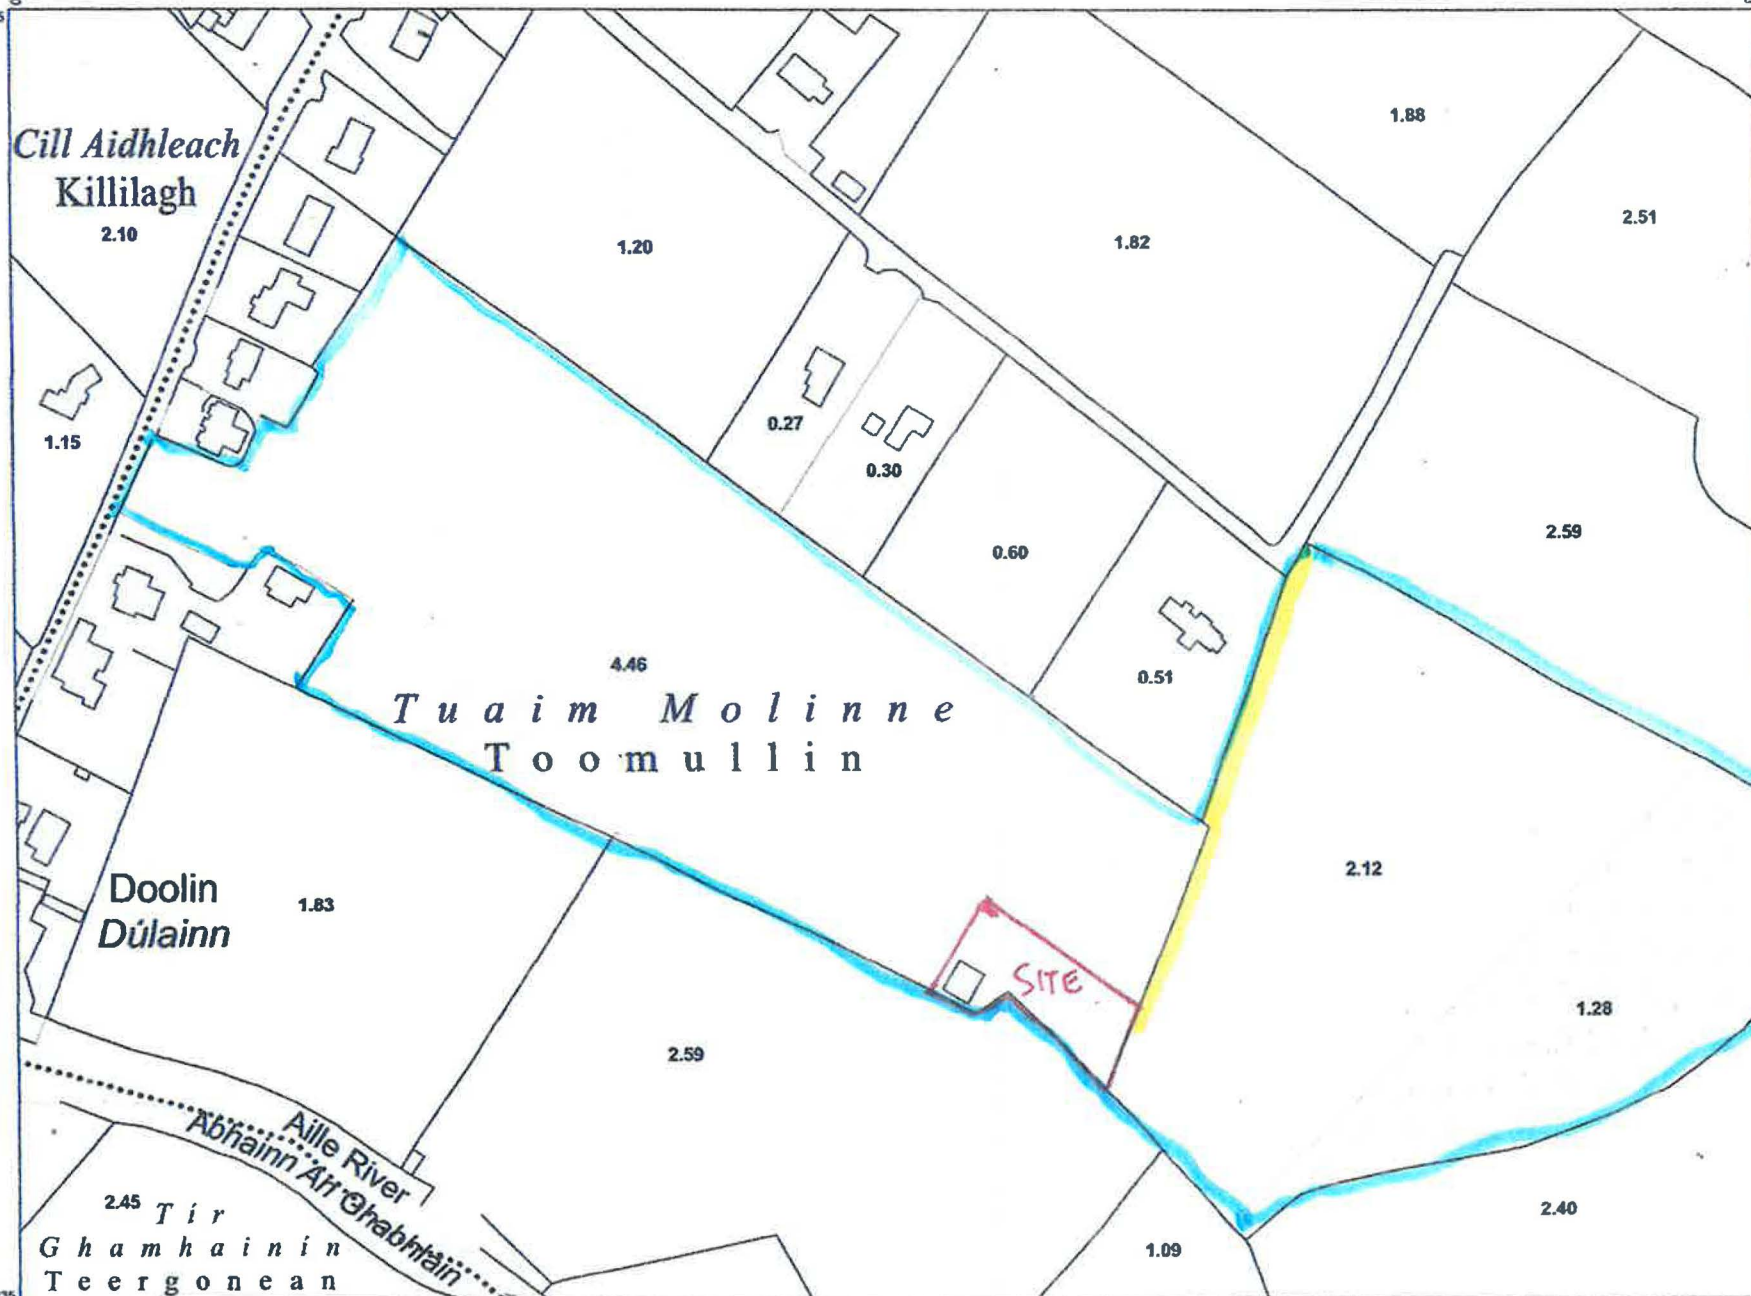 Cill Aidhleach
Killilagh
2.10
1.88
2.51
1.20
1.82
1.15
0.27
0.30
0.60
2.59
0.51
4.46
Tuaim Molinne
Toomullin
2.12
Doolin
Dúlainn
1.83
SITE
1.28
2.59
Aille River
Abhainn An Ghabhláin
2.45
Tír
Ghamhainín
Teergonean
1.09
2.40